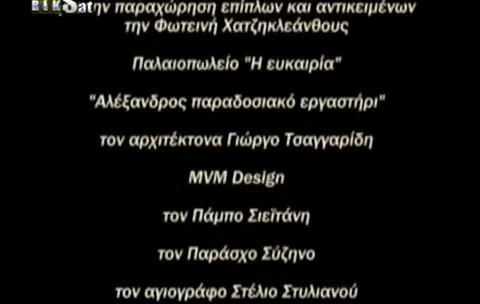 RIKSat
την παραχώρηση επίπλων και αντικειμένων
την Φωτεινή Χατζηκλεάνθους
Παλαιοπωλείο "Η ευκαιρία"
"Αλέξανδρος παραδοσιακό εργαστήρι"
τον αρχιτέκτονα Γιώργο Τσαγγαρίδη
MVM Design
τον Πάμπο Σιεϊτάνη
τον Παράσχο Σύζηνο
τον αγιογράφο Στέλιο Στυλιανού